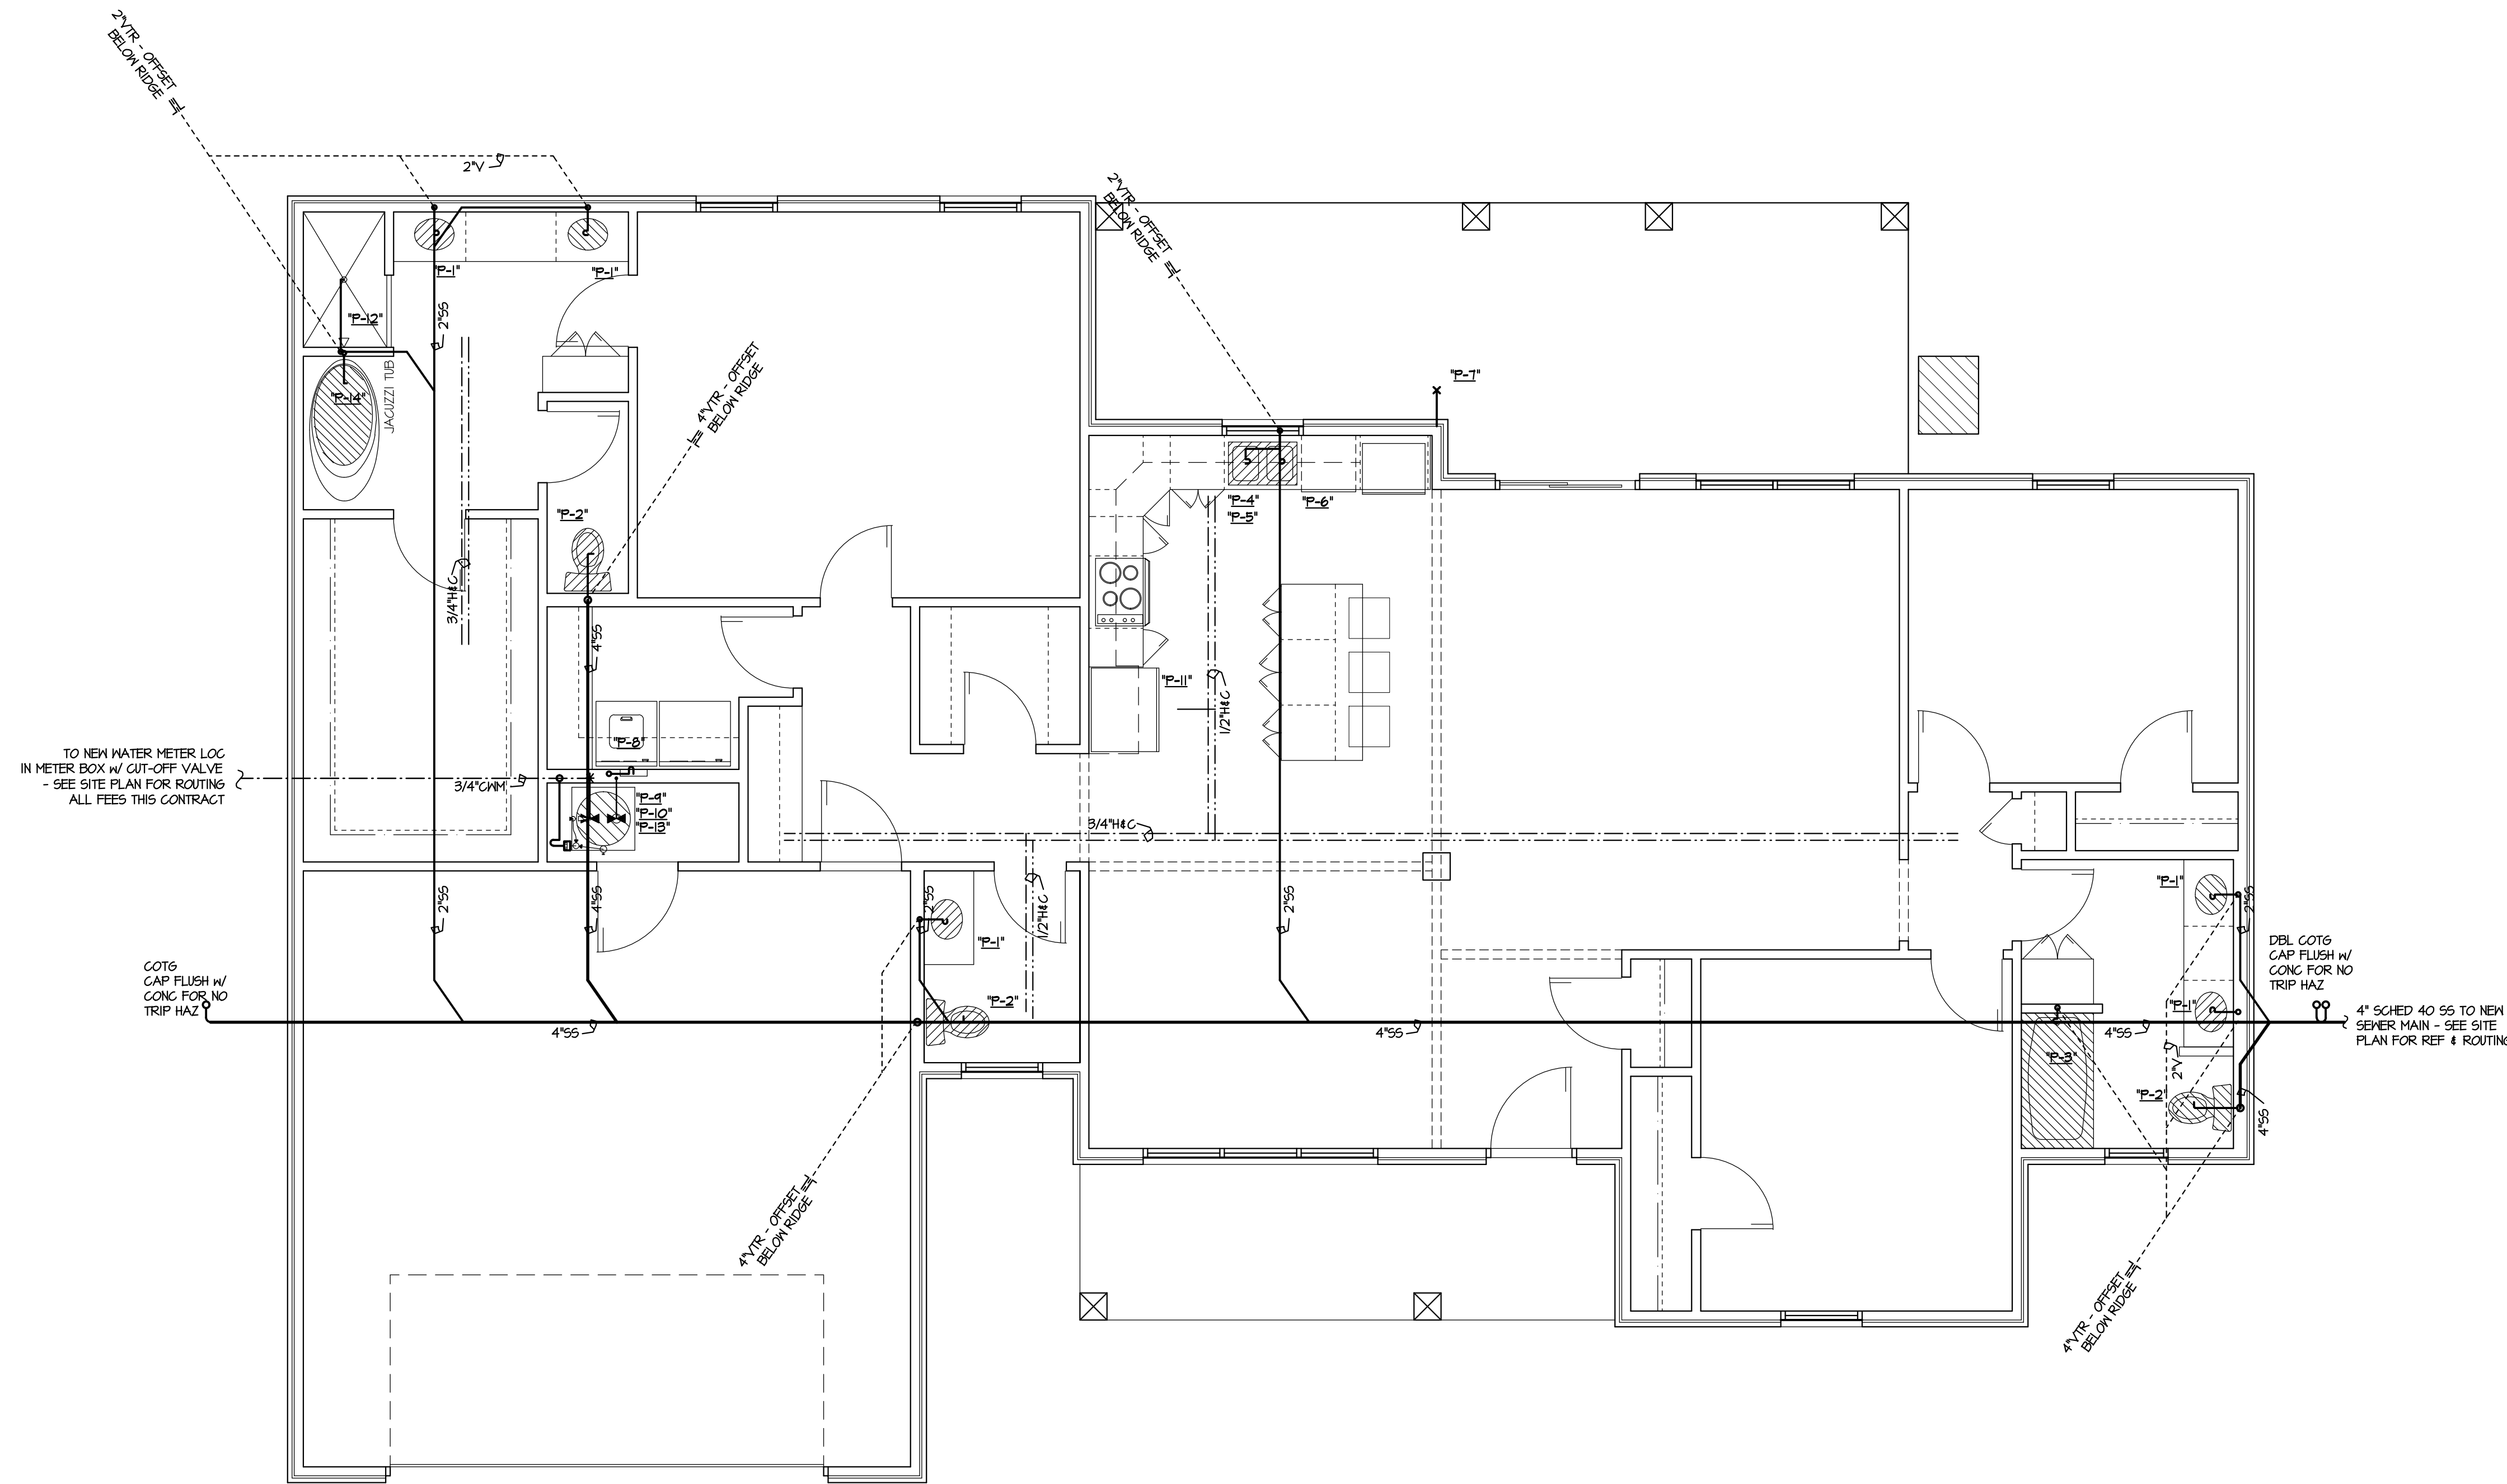 2"VTR - OFFSET
BELOW RIDGE
2"V
2"VTR - OFFSET
BELOW RIDGE
"P-1"
"P-1"
"P-12"
2"SS
"P-14"
JACUZZI TUB
4"VTR - OFFSET
BELOW RIDGE
"P-7"
"P-2"
"P-4"
"P-5"
"P-6"
3/4"H&C
4"SS
"P-11"
1/2"H&C
"P-8"
TO NEW WATER METER LOC
IN METER BOX w/ CUT-OFF VALVE
- SEE SITE PLAN FOR ROUTING
ALL FEES THIS CONTRACT
3/4"CWM
"P-9"
"P-10"
"P-13"
3/4"H&C
2"SS
4"SS
2"SS
1/2"H&C
"P-1"
2"SS
"P-1"
2"SS
COTG
CAP FLUSH w/
CONC FOR NO
TRIP HAZ
DBL COTG
CAP FLUSH w/
CONC FOR NO
TRIP HAZ
"P-2"
"P-1"
4"SS
4"SS
4"SS
4" SCHED 40 SS TO NEW
SEWER MAIN - SEE SITE
PLAN FOR REF & ROUTING
"P-3"
2"V
"P-2"
4"SS
4"VTR - OFFSET
BELOW RIDGE
4"VTR - OFFSET
BELOW RIDGE